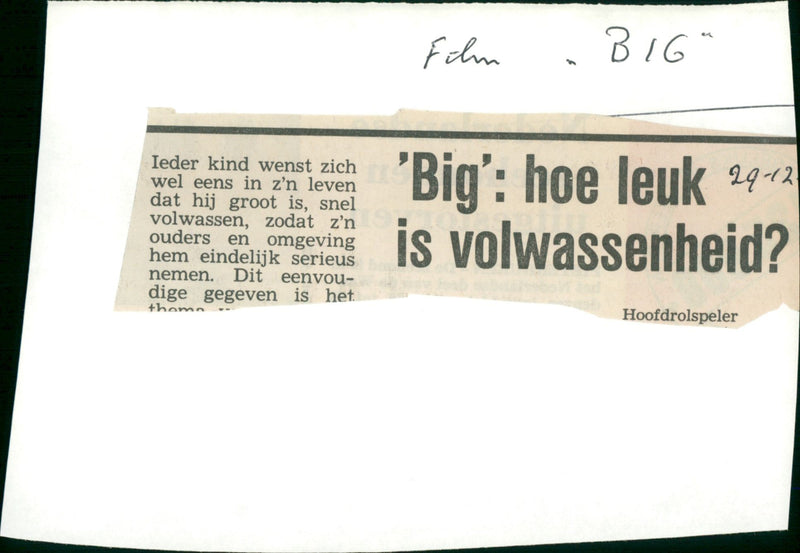 Film „BIG"
Ieder kind wenst zich
wel eens in z'n leven
dat hij groot is, snel
volwassen, zodat z'n
ouders en omgeving
hem eindelijk serieus
nemen. Dit eenvou-
dige gegeven is het
thema
'Big': hoe leuk
is volwassenheid?
29-12-
Hoofdrolspeler